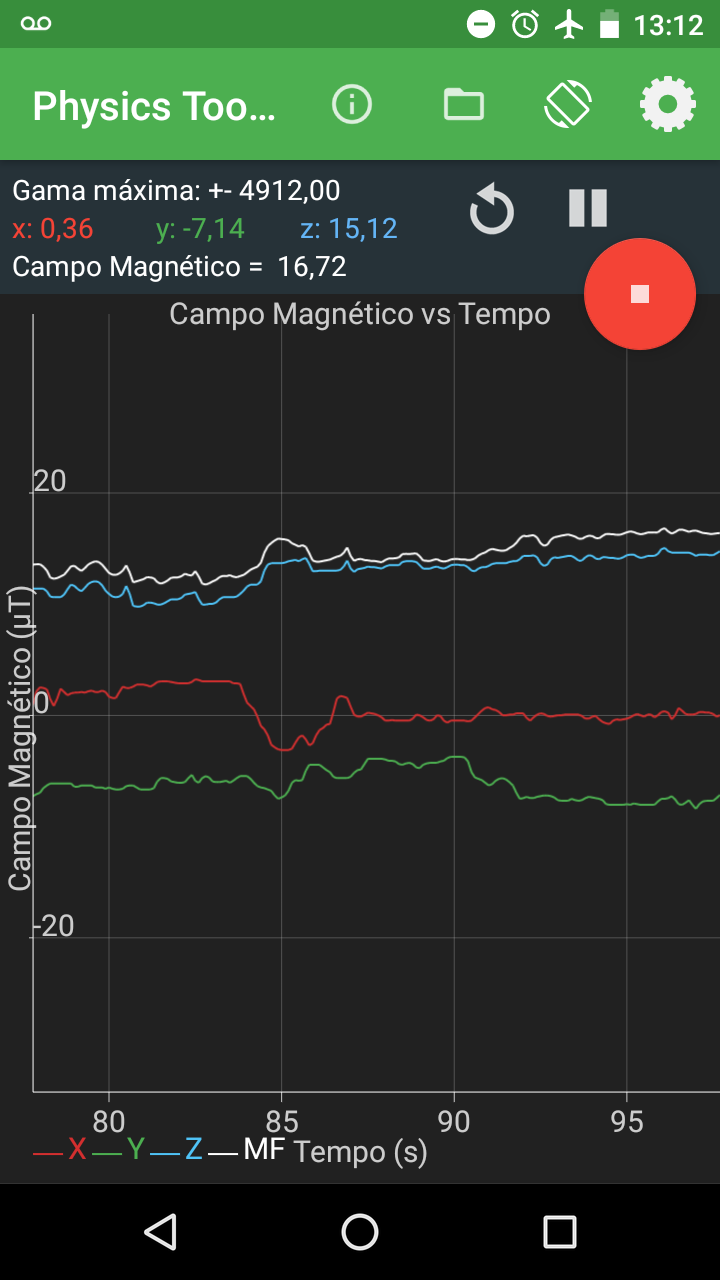 13:12
Physics Too...
Gama máxima: +- 4912,00
x: 0,36 y: -7,14 z: 15,12
Campo Magnético = 16,72
Campo Magnético vs Tempo
20
0
-20
Campo Magnético (µT)
80 85 90 95
X Y Z MF Tempo (s)